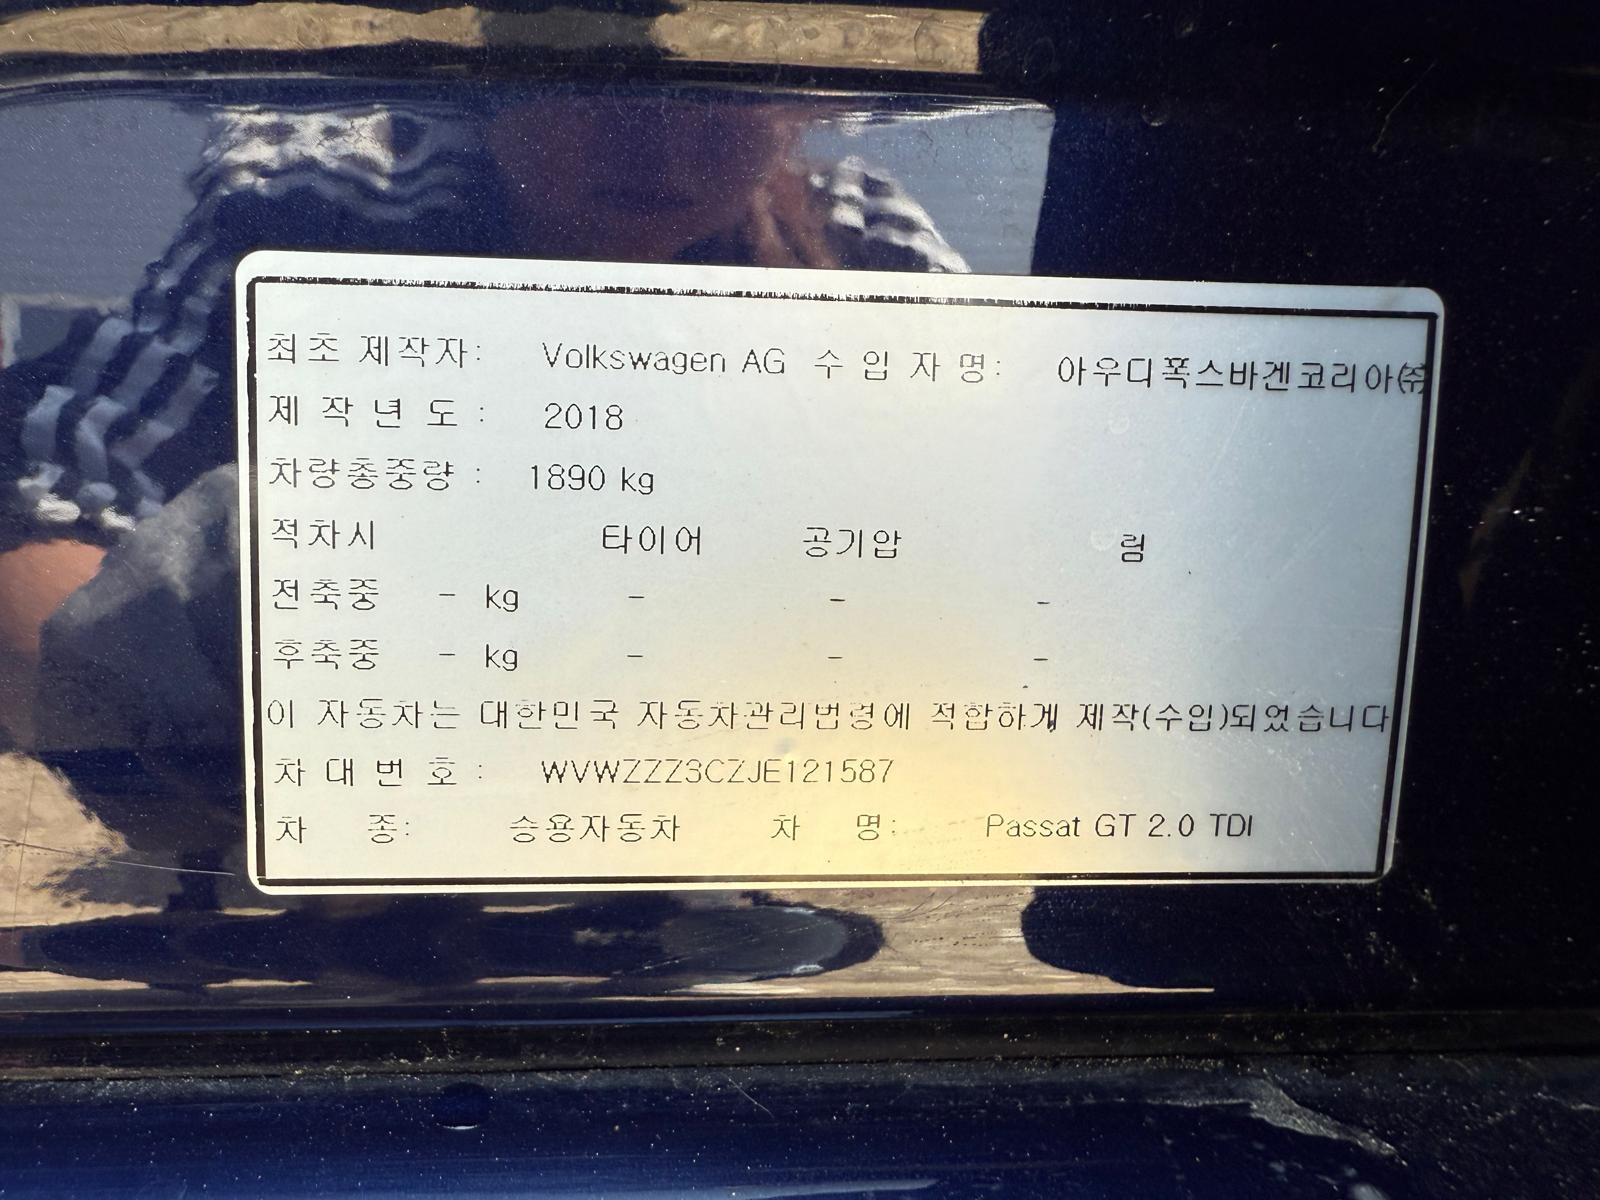 최초 제작자: Volkswagen AG 수 입 자 명: 아우디폭스바겐코리아㈜
제 작 년 도 : 2018
차량총중량 : 1890 kg
적차시 타이어 공기압 림
전축중 - kg - - -
후축중 - kg - - -
이 자동차는 대한민국 자동차관리법령에 적합하게 제작(수입)되었습니다
차 대 번 호 : WVWZZZ3CZJE121587
차 종: 승용자동차 차 명: Passat GT 2.0 TDI